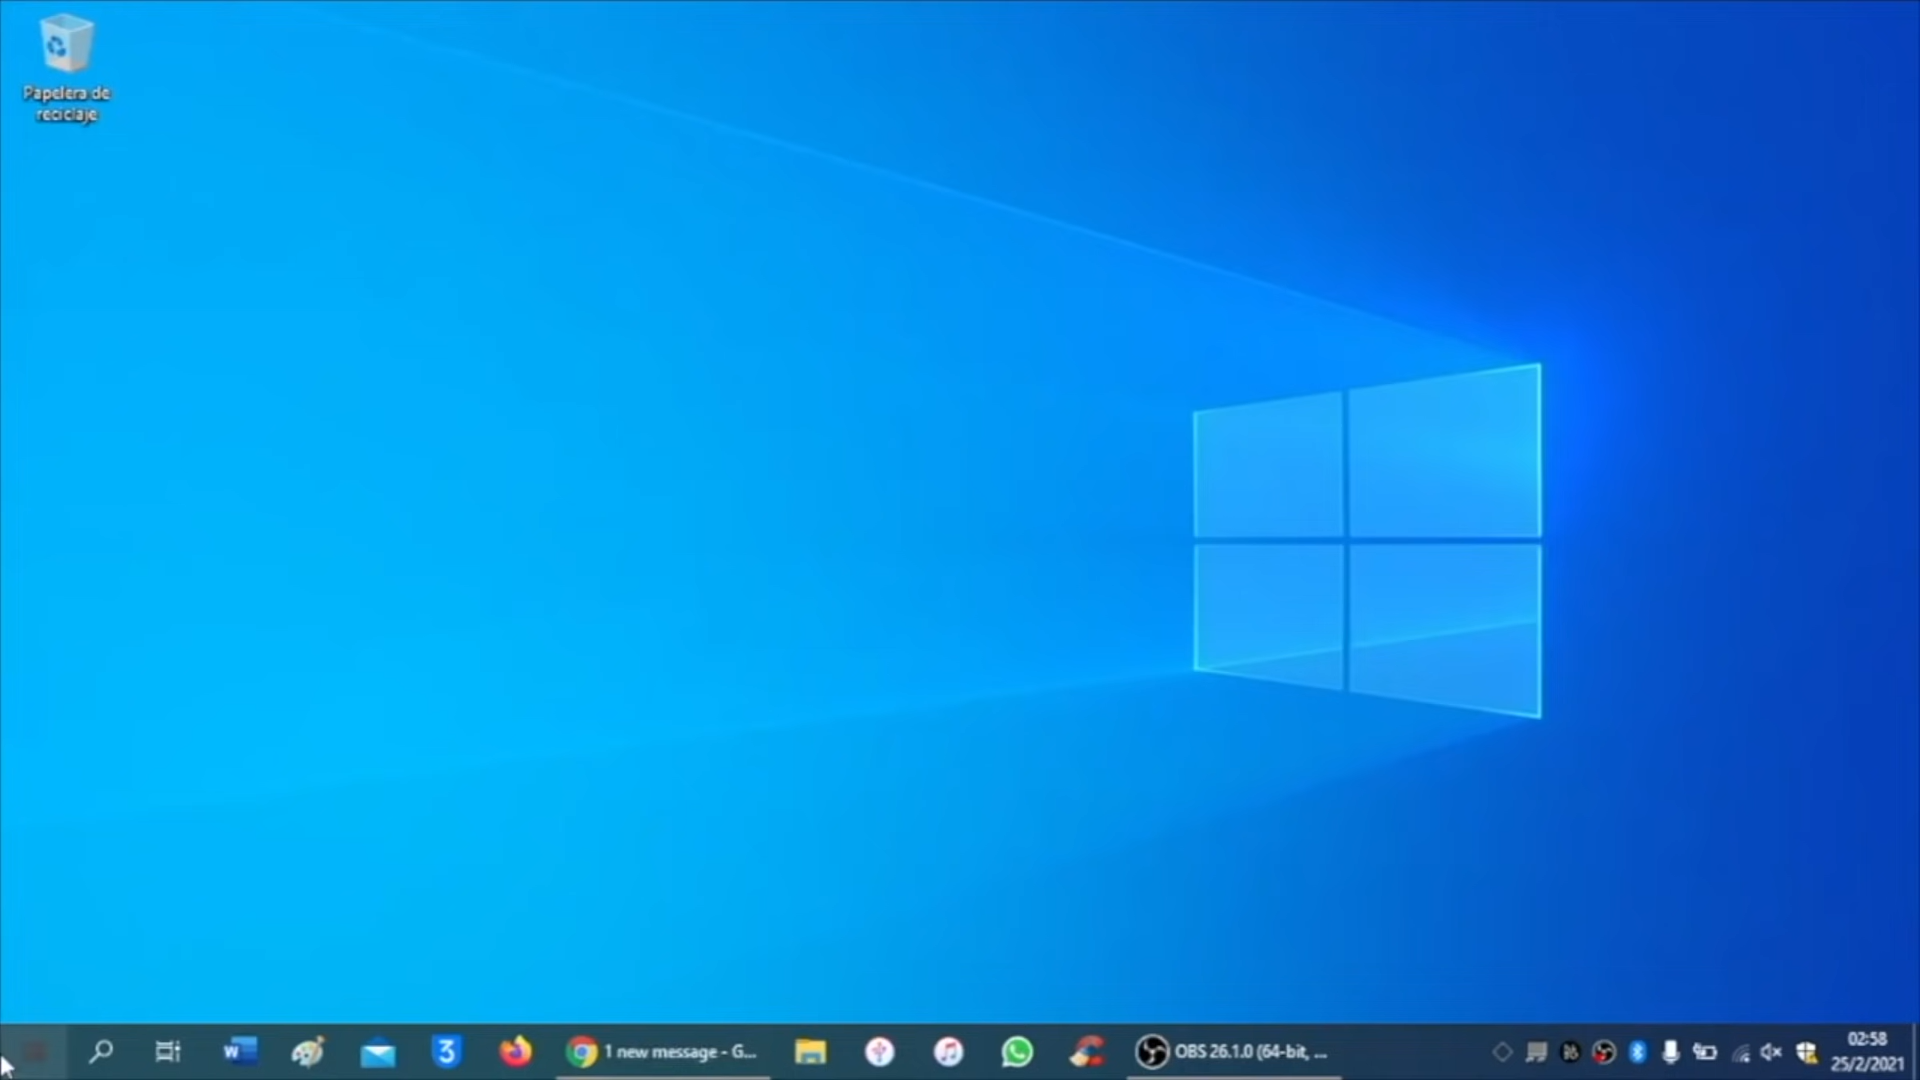 Papelera de
reciclaje
1 new message - G...
OBS 26.1.0 (64-bit, ...
02:58
25/2/2021